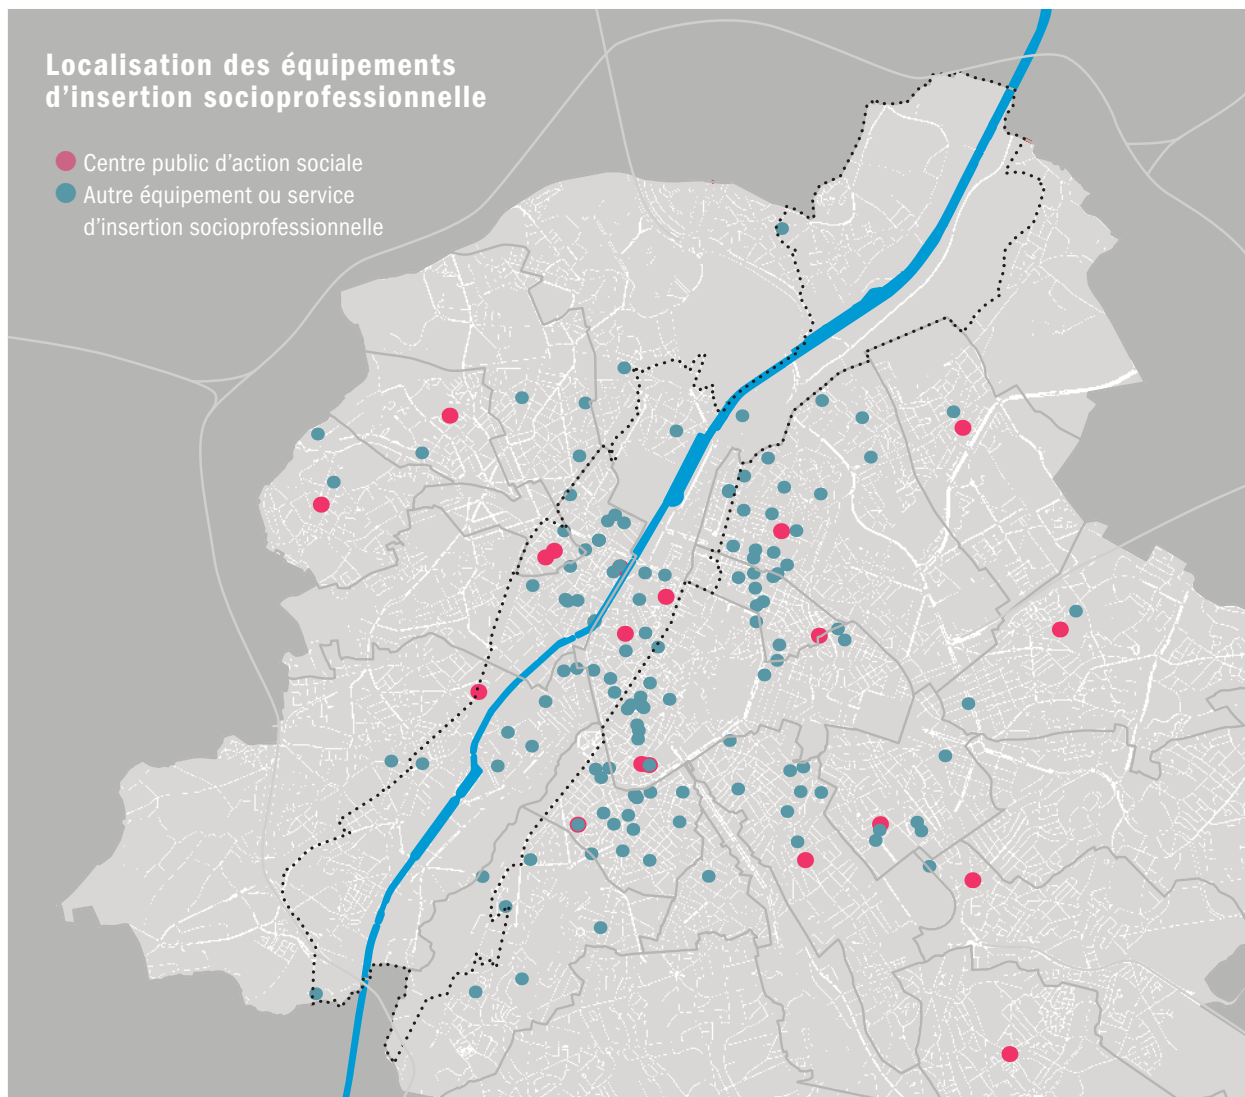 Localisation des équipements
d’insertion socioprofessionnelle
Centre public d’action sociale
Autre équipement ou service
d’insertion socioprofessionnelle